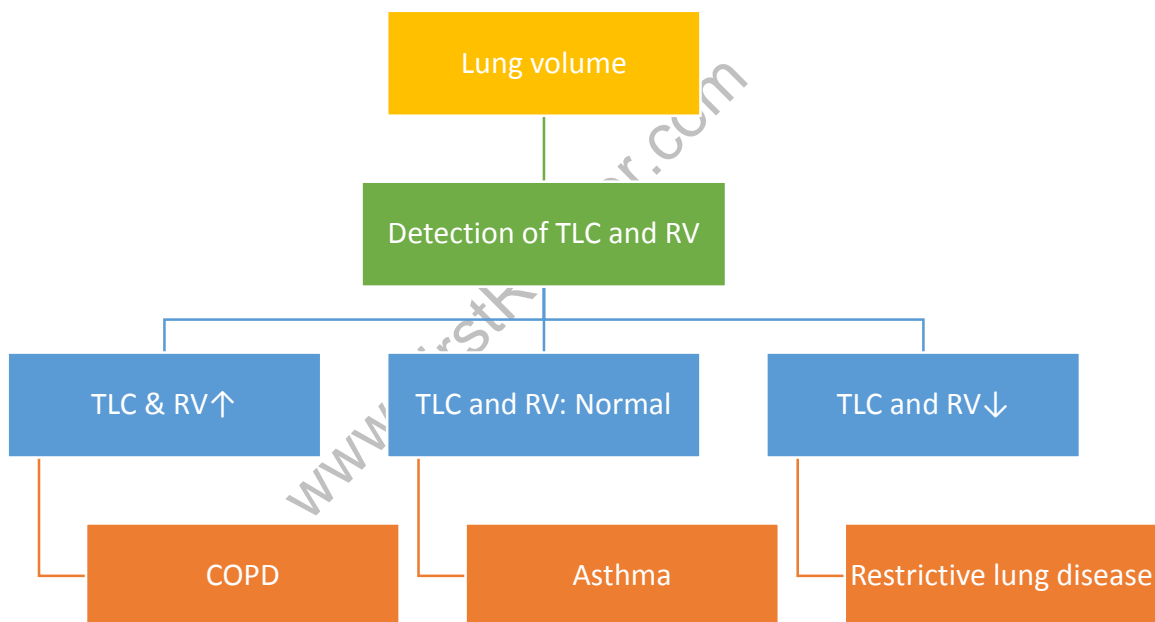 Lung volume
Detection of TLC and RV
TLC & RV↑
TLC and RV: Normal
TLC and RV↓
COPD
Asthma
Restrictive lung disease